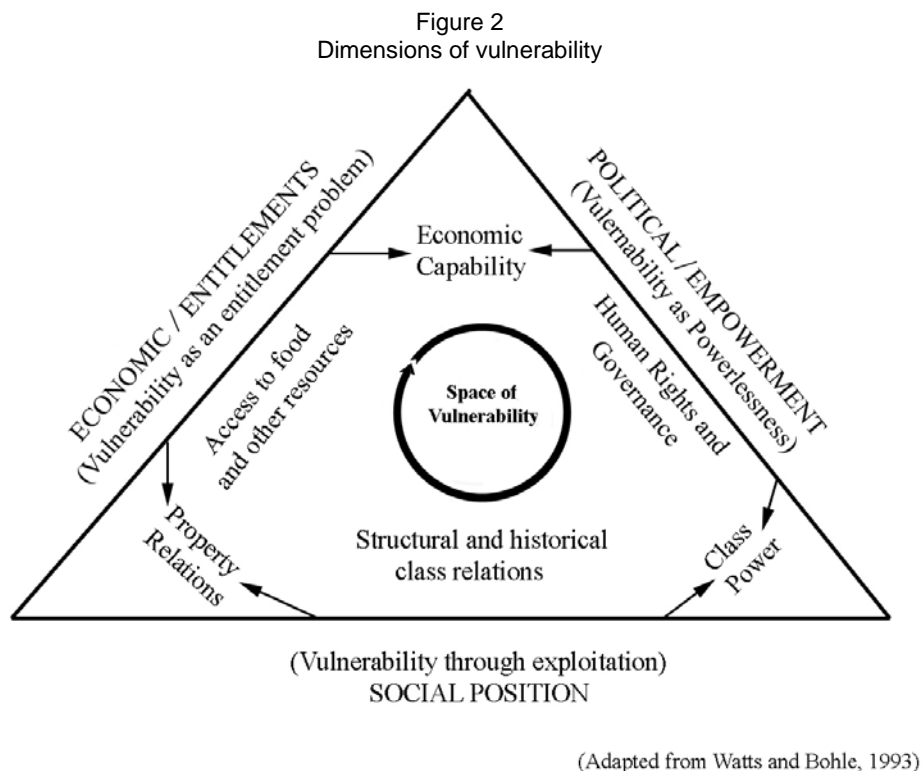 Figure 2
Dimensions of vulnerability
ECONOMIC / ENTITLEMENTS
(Vulnerability as an entitlement problem)
POLITICAL / EMPOWERMENT
(Vulernability as Powerlessness)
Economic
Capability
Access to food
and other resources
Human Rights and
Governance
Space of
Vulnerability
Property
Relations
Structural and historical
class relations
Class
Power
(Vulnerability through exploitation)
SOCIAL POSITION
(Adapted from Watts and Bohle, 1993)